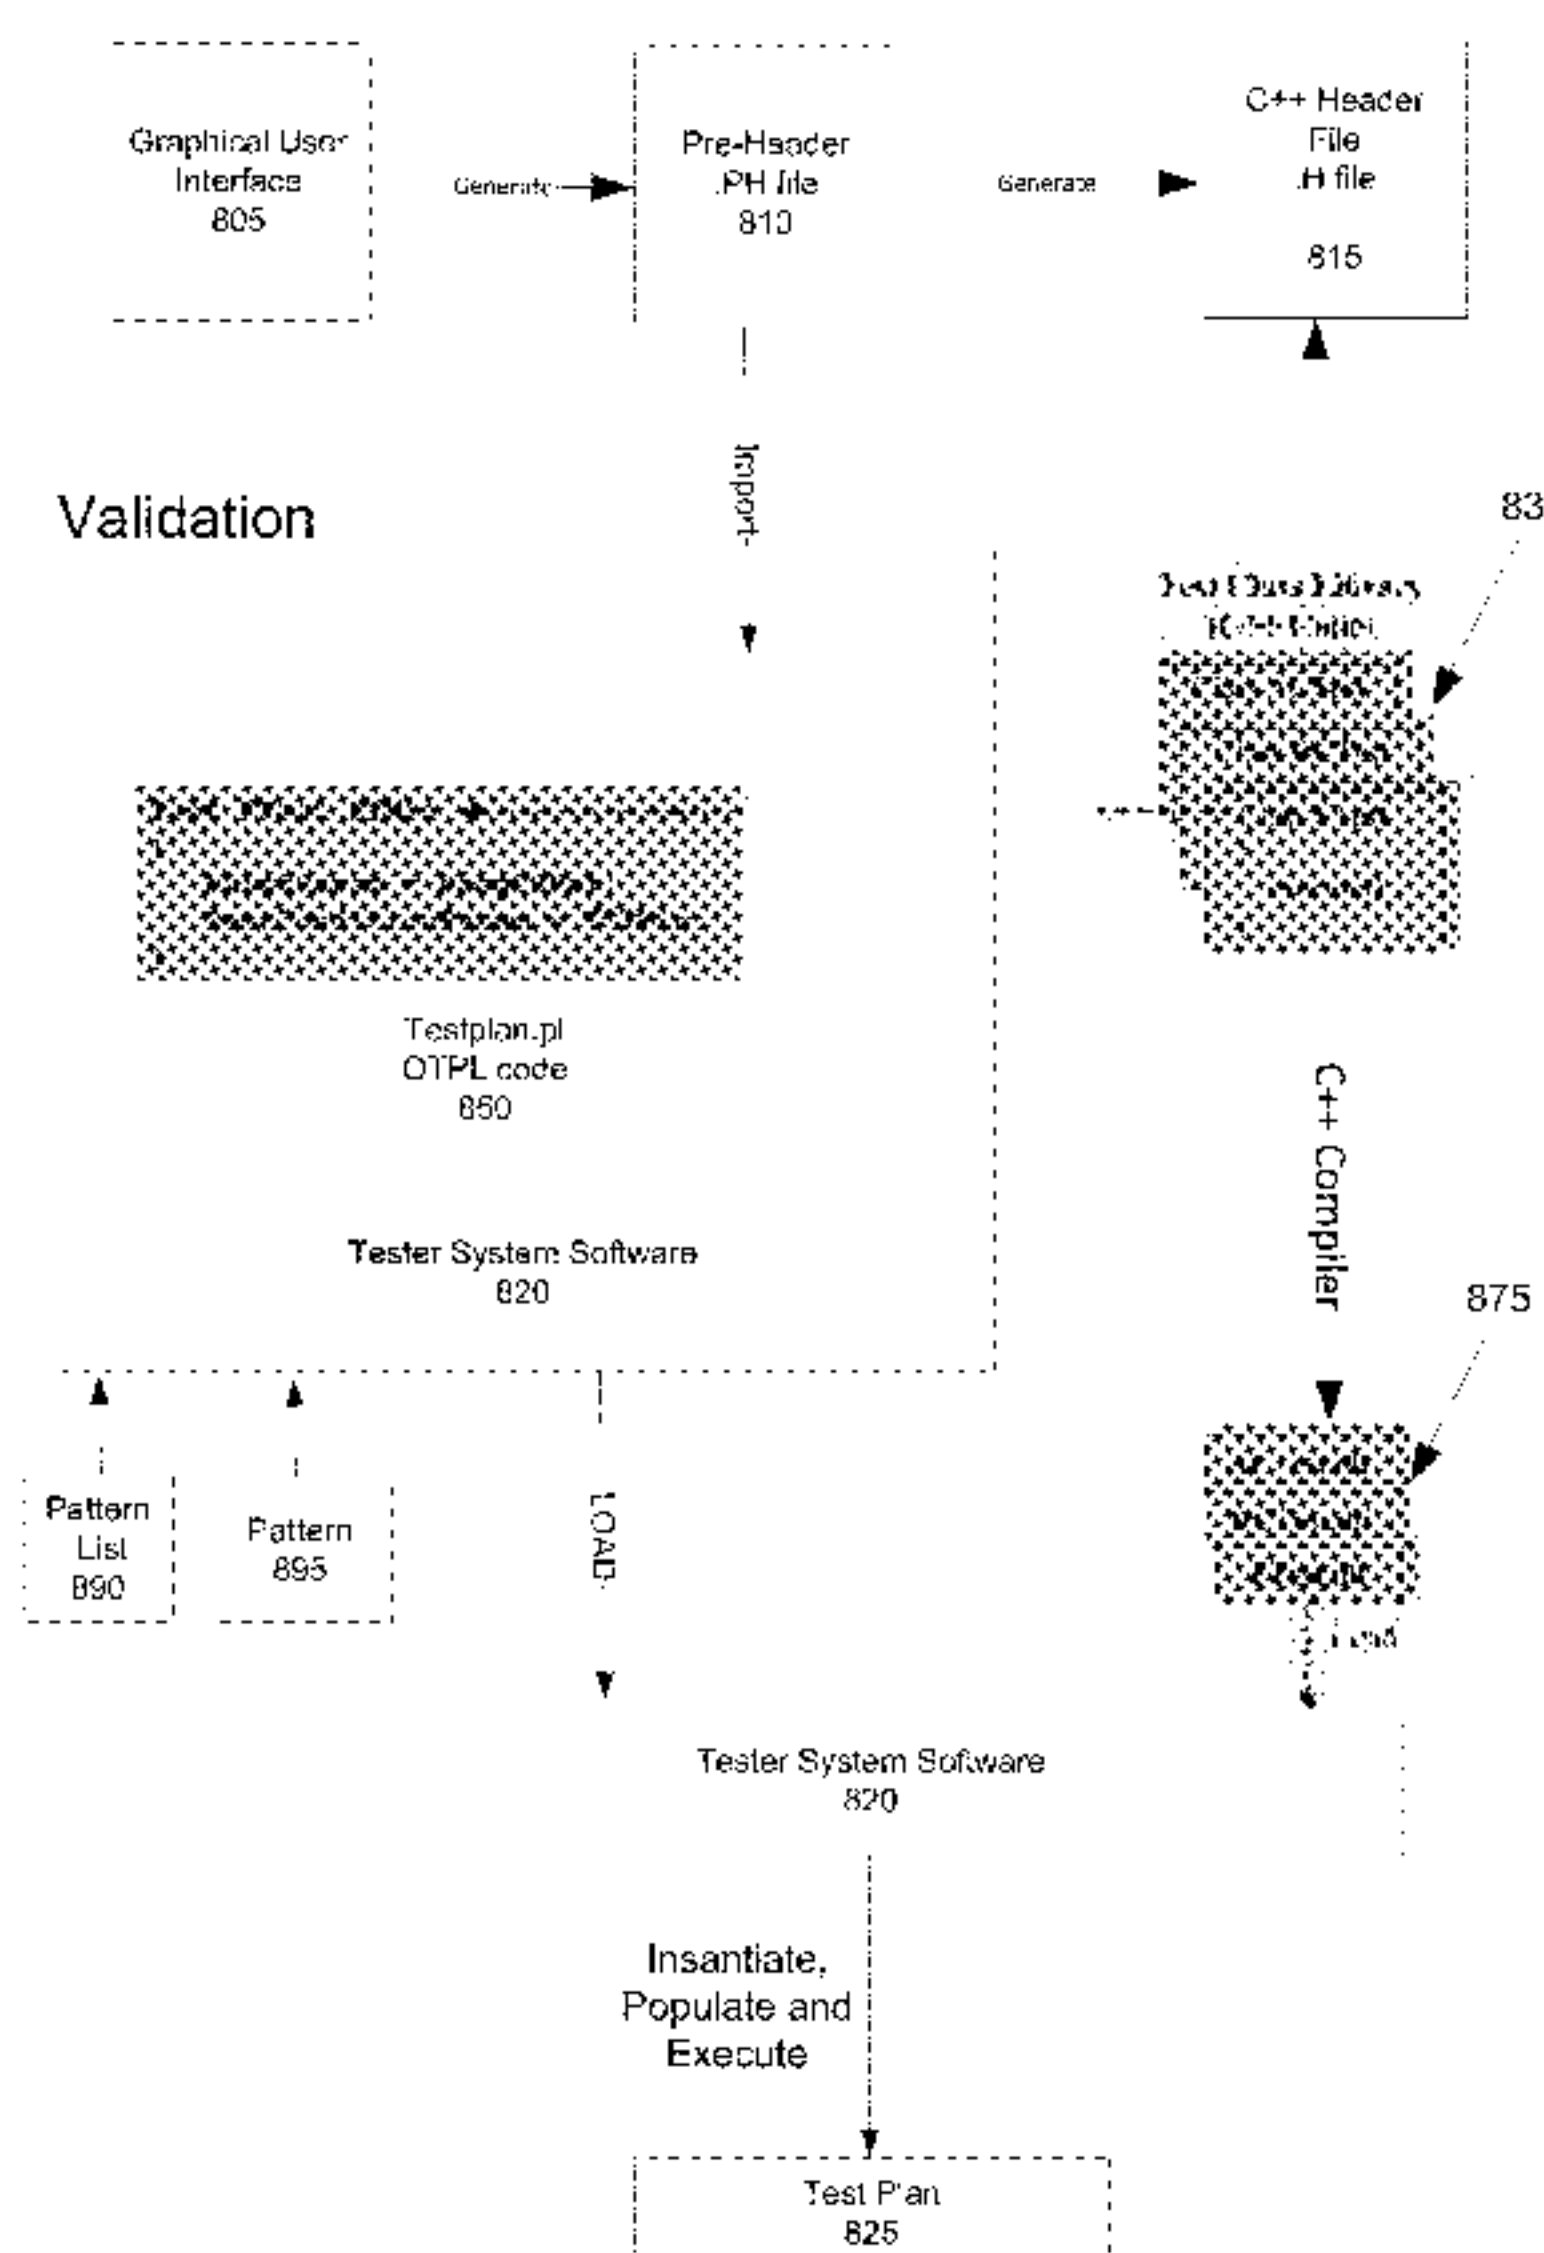 Graphical User
Interface
805
Generate
Pre-Header
.PH file
810
Generate
C++ Header
File
.H file
815
Import
Validation
83
Testplan.pl
OTPL code
850
C++ Compiler
Tester System Software
820
875
Pattern
List
890
Pattern
895
LOAD
Tester System Software
820
Insantiate,
Populate and
Execute
Test Plan
825